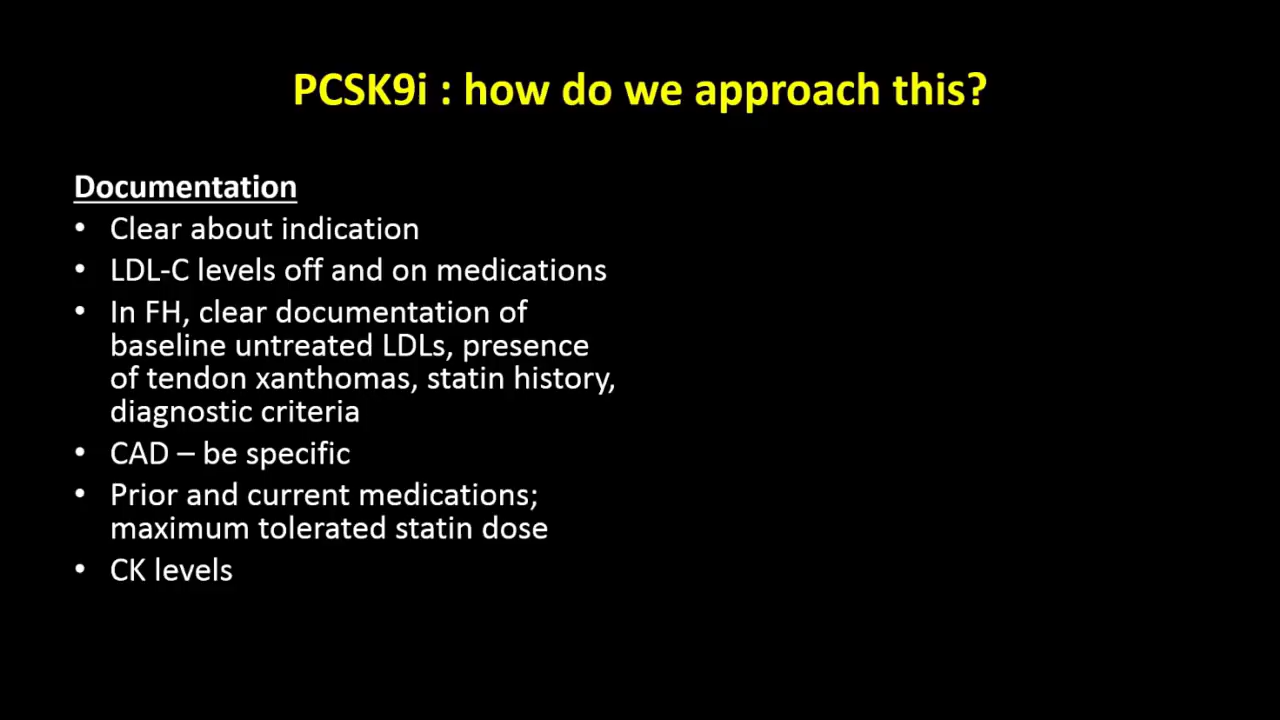 PCSK9i : how do we approach this?
Documentation
• Clear about indication
• LDL-C levels off and on medications
• In FH, clear documentation of
baseline untreated LDLs, presence
of tendon xanthomas, statin history,
diagnostic criteria
• CAD – be specific
• Prior and current medications;
maximum tolerated statin dose
• CK levels